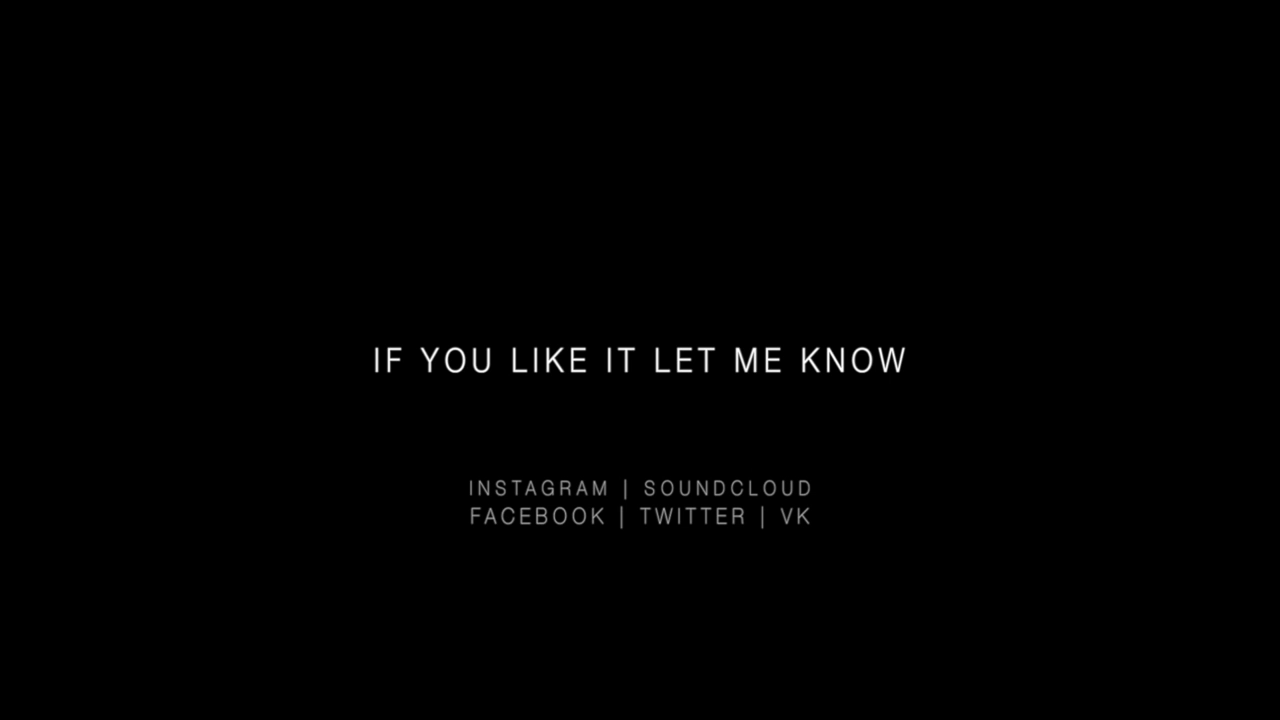 IF YOU LIKE IT LET ME KNOW
INSTAGRAM | SOUNDCLOUD
FACEBOOK | TWITTER | VK